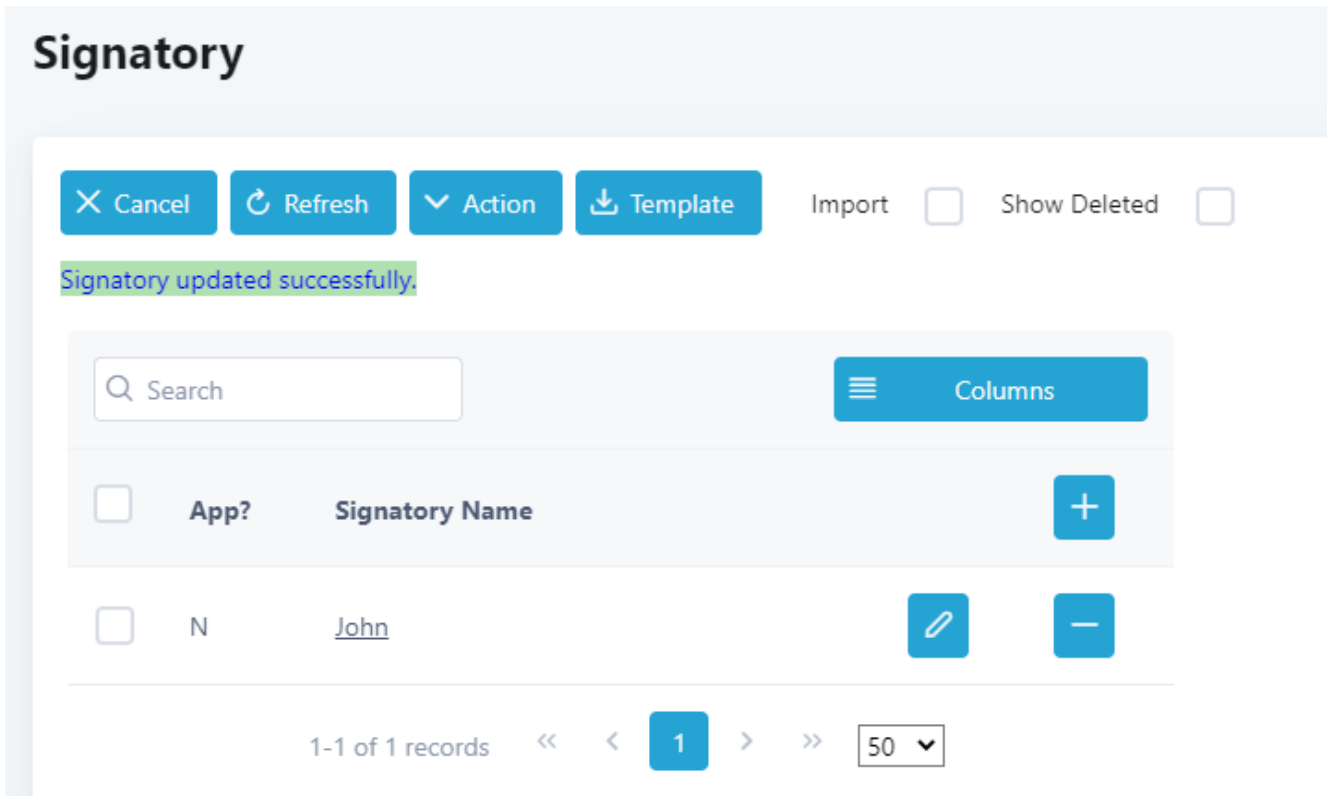 Signatory
Cancel Refresh Action Template Import Show Deleted
Signatory updated successfully.
Search Columns
App? Signatory Name
N John
1-1 of 1 records 1 50